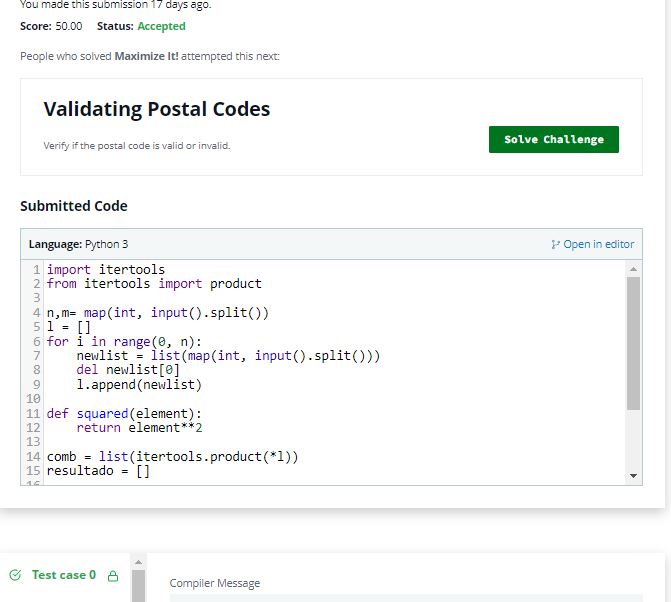 You made this submission 17 days ago.
Score: 50.00 Status: Accepted
People who solved Maximize It! attempted this next:
Validating Postal Codes
Verify if the postal code is valid or invalid.
Solve Challenge
Submitted Code
Language: Python 3
Open in editor
1 import itertools
2 from itertools import product
3
4 n,m= map(int, input().split())
5 l = []
6 for i in range(0, n):
7     newlist = list(map(int, input().split()))
8     del newlist[0]
9     l.append(newlist)
10
11 def squared(element):
12     return element**2
13
14 comb = list(itertools.product(*l))
15 resultado = []
16
Test case 0
Compiler Message